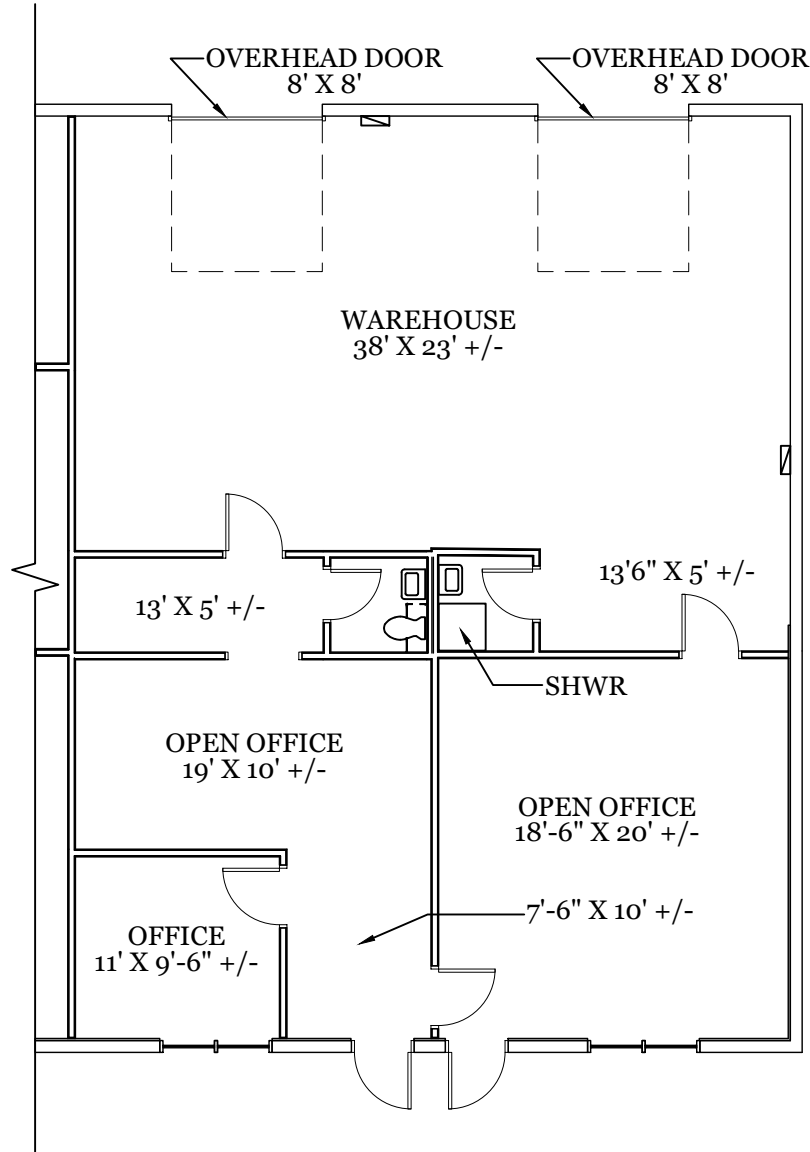 OVERHEAD DOOR
8' X 8'
OVERHEAD DOOR
8' X 8'
WAREHOUSE
38' X 23' +/-
13' X 5' +/-
13'6" X 5' +/-
SHWR
OPEN OFFICE
19' X 10' +/-
OPEN OFFICE
18'-6" X 20' +/-
7'-6" X 10' +/-
OFFICE
11' X 9'-6" +/-